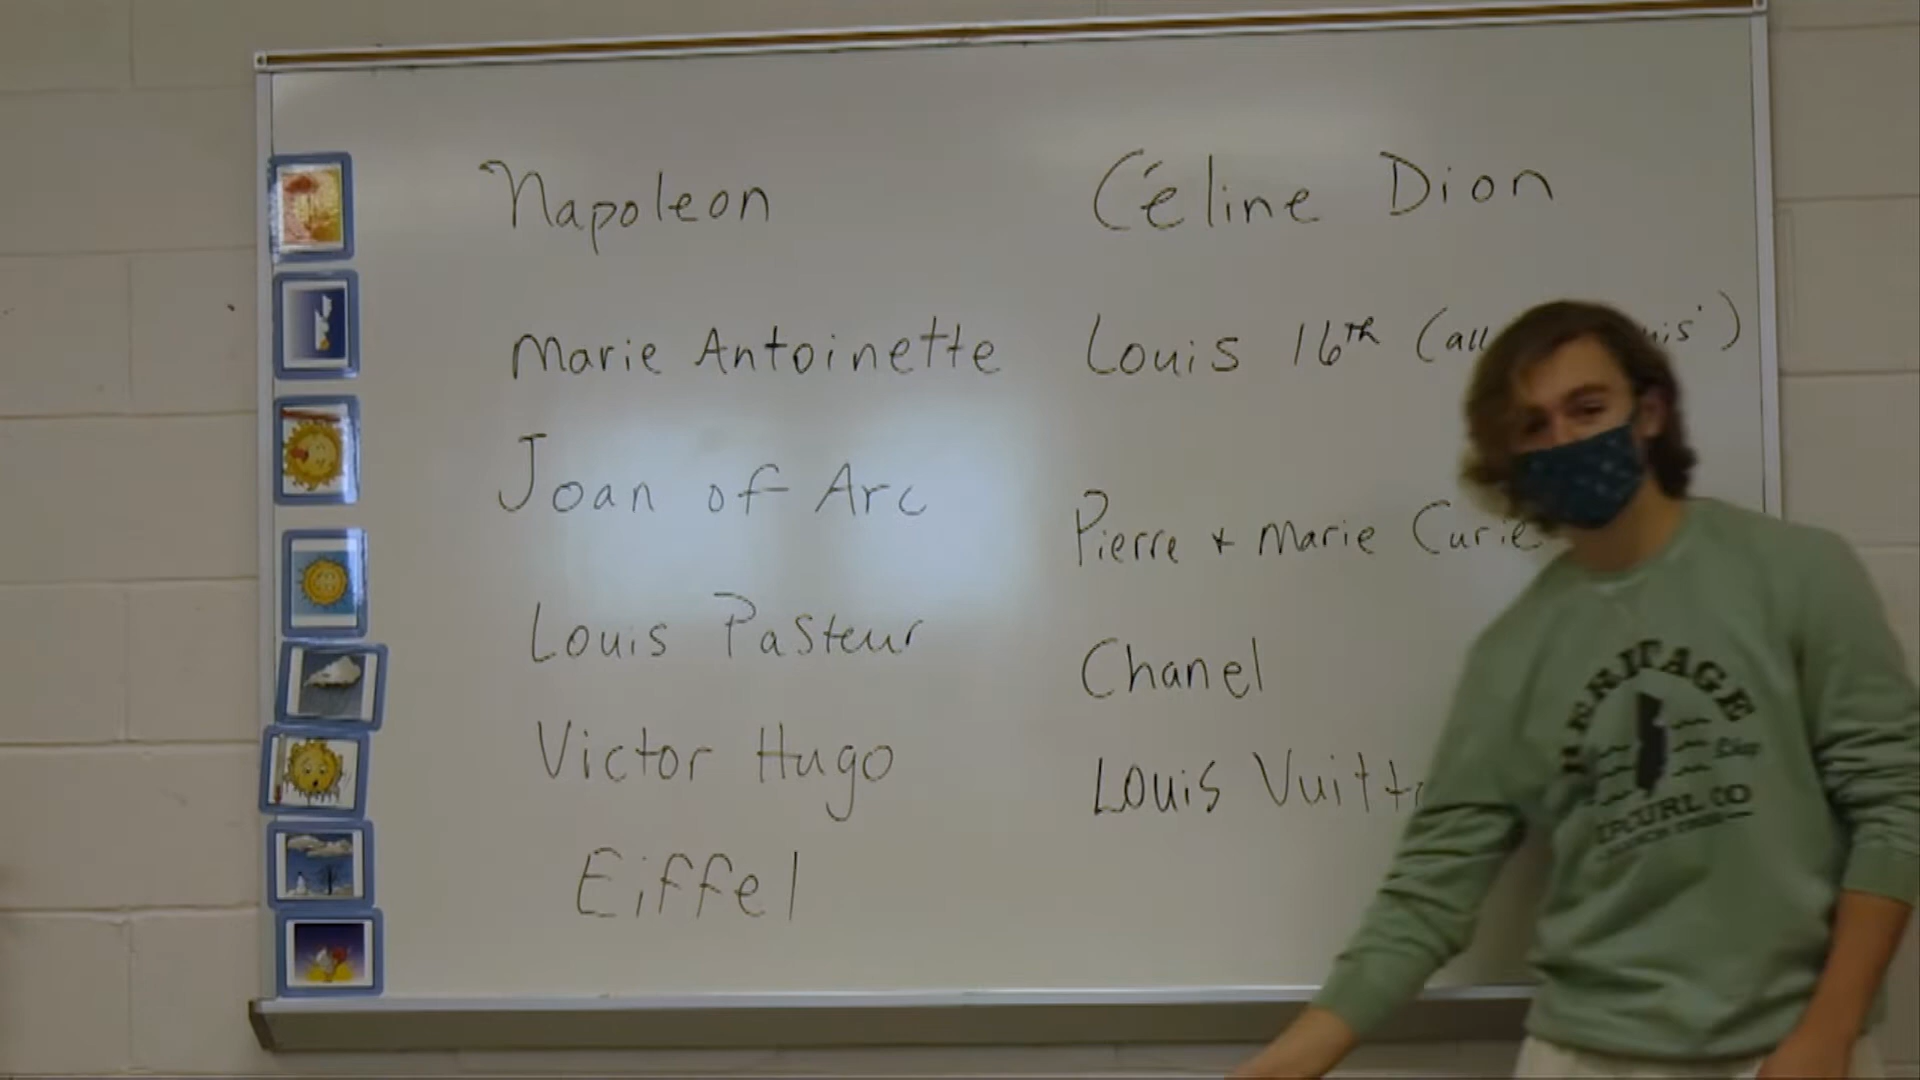 Napoleon
Marie Antoinette
Joan of Arc
Louis Pasteur
Victor Hugo
Eiffel
Céline Dion
Louis 16th (all
Pierre + Marie Curie
Chanel
Louis
HERITAGE